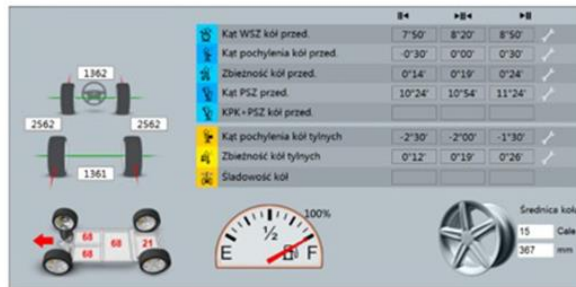 Kąt WSZ kół przed. 7°50' 8°20' 8°50'
Kąt pochylenia kół przed. -0°30' 0°00' 0°30'
Zbieżność kół przed. 0°14' 0°19' 0°24'
Kąt PSZ przed. 10°24' 10°54' 11°24'
KPK+PSZ kół przed.
Kąt pochylenia kół tylnych -2°30' -2°00' -1°30'
Zbieżność kół tylnych 0°12' 0°19' 0°26'
Śladowość kół
1362
2562 2562
1361
68 68 68 21
E 1/2 F 100%
Średnica koła
15 Cale
367 mm